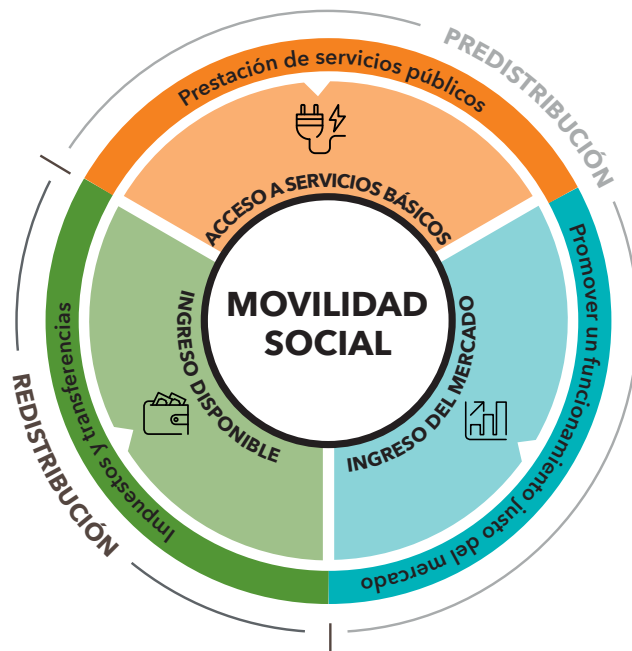 PREDISTRIBUCIÓN
Prestación de servicios públicos
ACCESO A SERVICIOS BÁSICOS
MOVILIDAD
SOCIAL
INGRESO DISPONIBLE
INGRESO DEL MERCADO
Promover un funcionamiento justo del mercado
Impuestos y transferencias
REDISTRIBUCIÓN